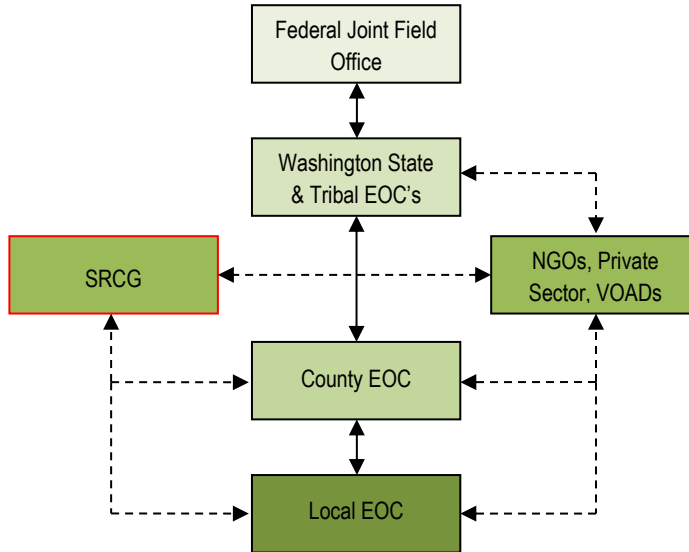 Federal Joint Field
Office
Washington State
& Tribal EOC's
SRCG
NGOs, Private
Sector, VOADs
County EOC
Local EOC